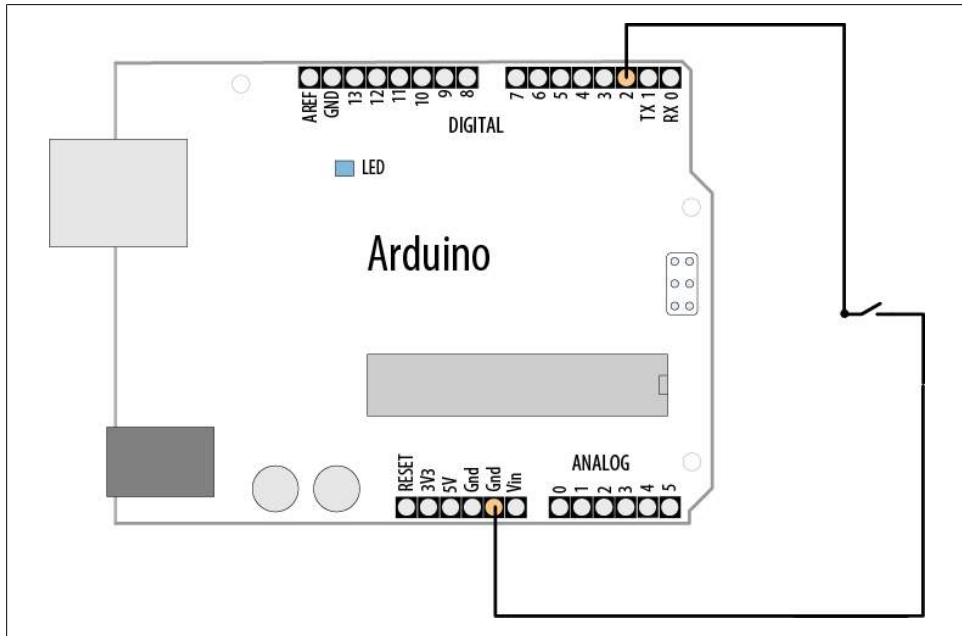 AREF
GND
13
12
11
10
9
8
7
6
5
4
3
2
TX 1
RX 0
DIGITAL
LED
Arduino
RESET
3V3
5V
Gnd
Gnd
Vin
ANALOG
0
1
2
3
4
5